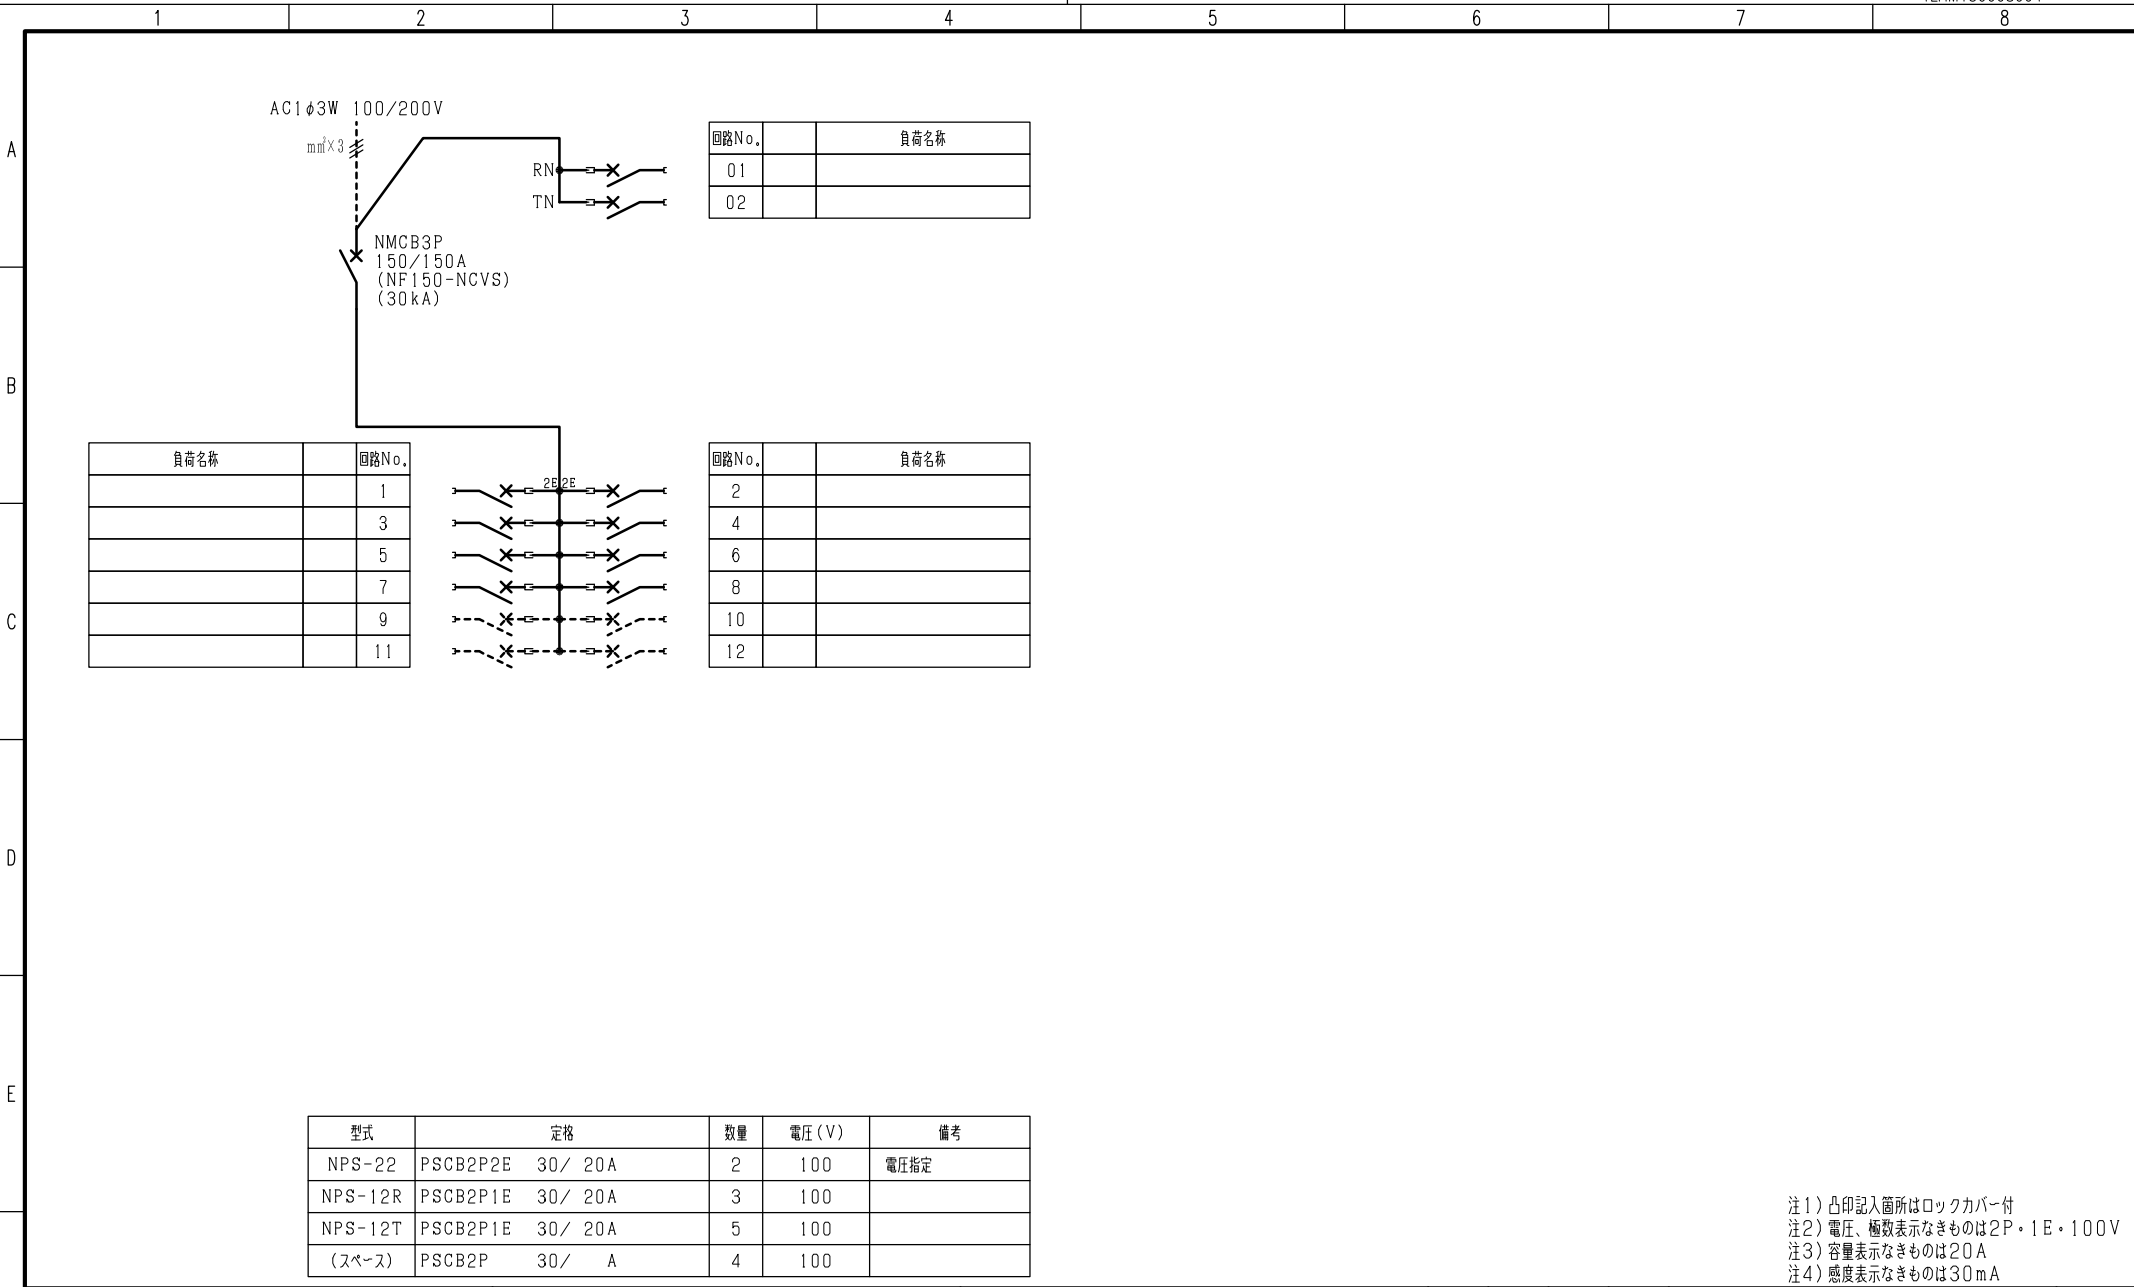 1 2 3 4 5 6 7 8
A
B
C
D
E
AC1φ3W 100/200V
mm²×3
RN
TN
回路No. 負荷名称
01
02
NMCB3P
150/150A
(NF150-NCVS)
(30kA)
負荷名称 回路No.
1
3
5
7
9
11
2E 2E
回路No. 負荷名称
2
4
6
8
10
12
型式 定格 数量 電圧(V) 備考
NPS-22 PSCB2P2E 30/ 20A 2 100 電圧指定
NPS-12R PSCB2P1E 30/ 20A 3 100
NPS-12T PSCB2P1E 30/ 20A 5 100
(スペース) PSCB2P 30/ A 4 100
注1)凸印記入箇所はロックカバー付
注2)電圧、極数表示なきものは2P・1E・100V
注3)容量表示なきものは20A
注4)感度表示なきものは30mA